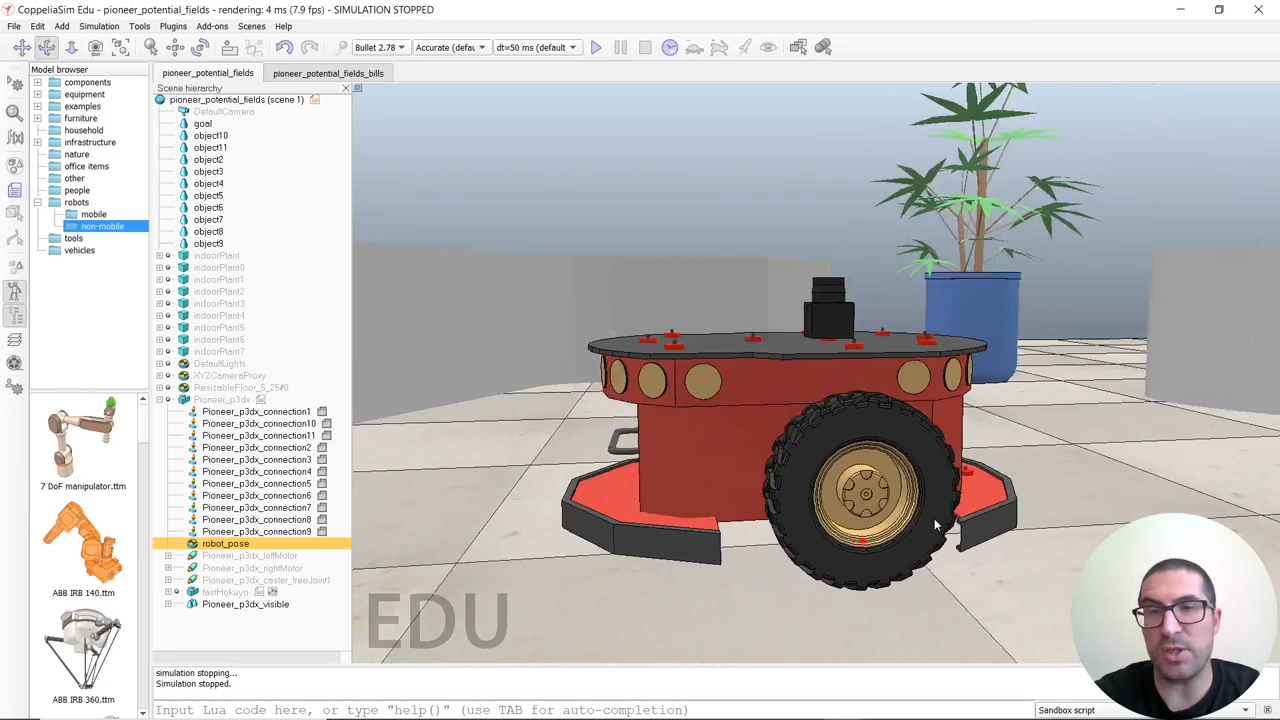 CoppeliaSim Edu - pioneer_potential_fields - rendering: 4 ms (7.9 fps) - SIMULATION STOPPED
File Edit Add Simulation Tools Plugins Add-ons Scenes Help
Bullet 2.78 Accurate (defau dt=50 ms (default)
Model browser
components
equipment
examples
furniture
household
infrastructure
nature
office items
other
people
robots
mobile
non-mobile
tools
vehicles
7 DoF manipulator.ttm
ABB IRB 140.ttm
ABB IRB 360.ttm
pioneer_potential_fields pioneer_potential_fields_bills
Scene hierarchy
pioneer_potential_fields (scene 1)
DefaultCamera
goal
object10
object11
object2
object3
object4
object5
object6
object7
object8
object9
indoorPlant
indoorPlant0
indoorPlant1
indoorPlant2
indoorPlant3
indoorPlant4
indoorPlant5
indoorPlant6
indoorPlant7
DefaultLights
XYZCameraProxy
ResizableFloor_5_25#0
Pioneer_p3dx
Pioneer_p3dx_connection1
Pioneer_p3dx_connection10
Pioneer_p3dx_connection11
Pioneer_p3dx_connection2
Pioneer_p3dx_connection3
Pioneer_p3dx_connection4
Pioneer_p3dx_connection5
Pioneer_p3dx_connection6
Pioneer_p3dx_connection7
Pioneer_p3dx_connection8
Pioneer_p3dx_connection9
robot_pose
Pioneer_p3dx_leftMotor
Pioneer_p3dx_rightMotor
Pioneer_p3dx_caster_freeJoint1
fastHokuyo
Pioneer_p3dx_visible
EDU
simulation stopping...
Simulation stopped.
Input Lua code here, or type "help()" (use TAB for auto-completion)
Sandbox script